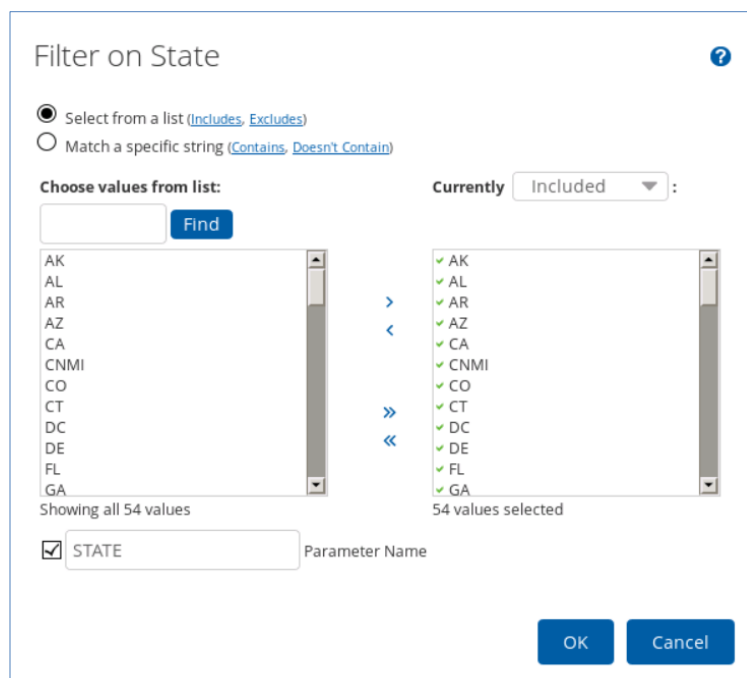 Filter on State
?
Select from a list (Includes, Excludes)
Match a specific string (Contains, Doesn't Contain)
Choose values from list:
Currently Included :
Find
AK
AL
AR
AZ
CA
CNMI
CO
CT
DC
DE
FL
GA
Showing all 54 values
>
<
»
«
AK
AL
AR
AZ
CA
CNMI
CO
CT
DC
DE
FL
GA
54 values selected
STATE Parameter Name
OK Cancel